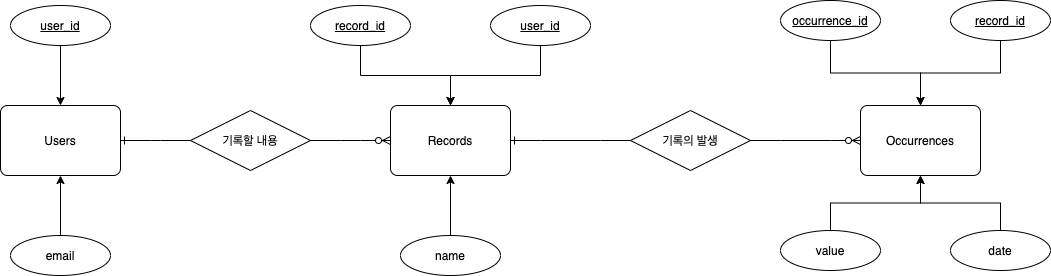 user_id
record_id
user_id
occurrence_id
record_id
Users
기록할 내용
Records
기록의 발생
Occurrences
email
name
value
date